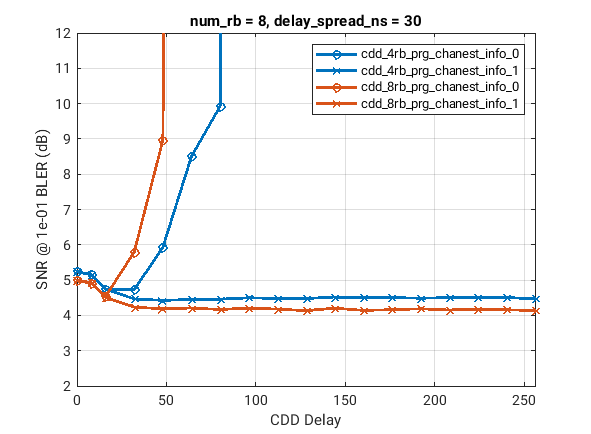 num_rb = 8, delay_spread_ns = 30
SNR @ 1e-01 BLER (dB)
12
11
10
9
8
7
6
5
4
3
2
cdd_4rb_prg_chanest_info_0
cdd_4rb_prg_chanest_info_1
cdd_8rb_prg_chanest_info_0
cdd_8rb_prg_chanest_info_1
0 50 100 150 200 250
CDD Delay